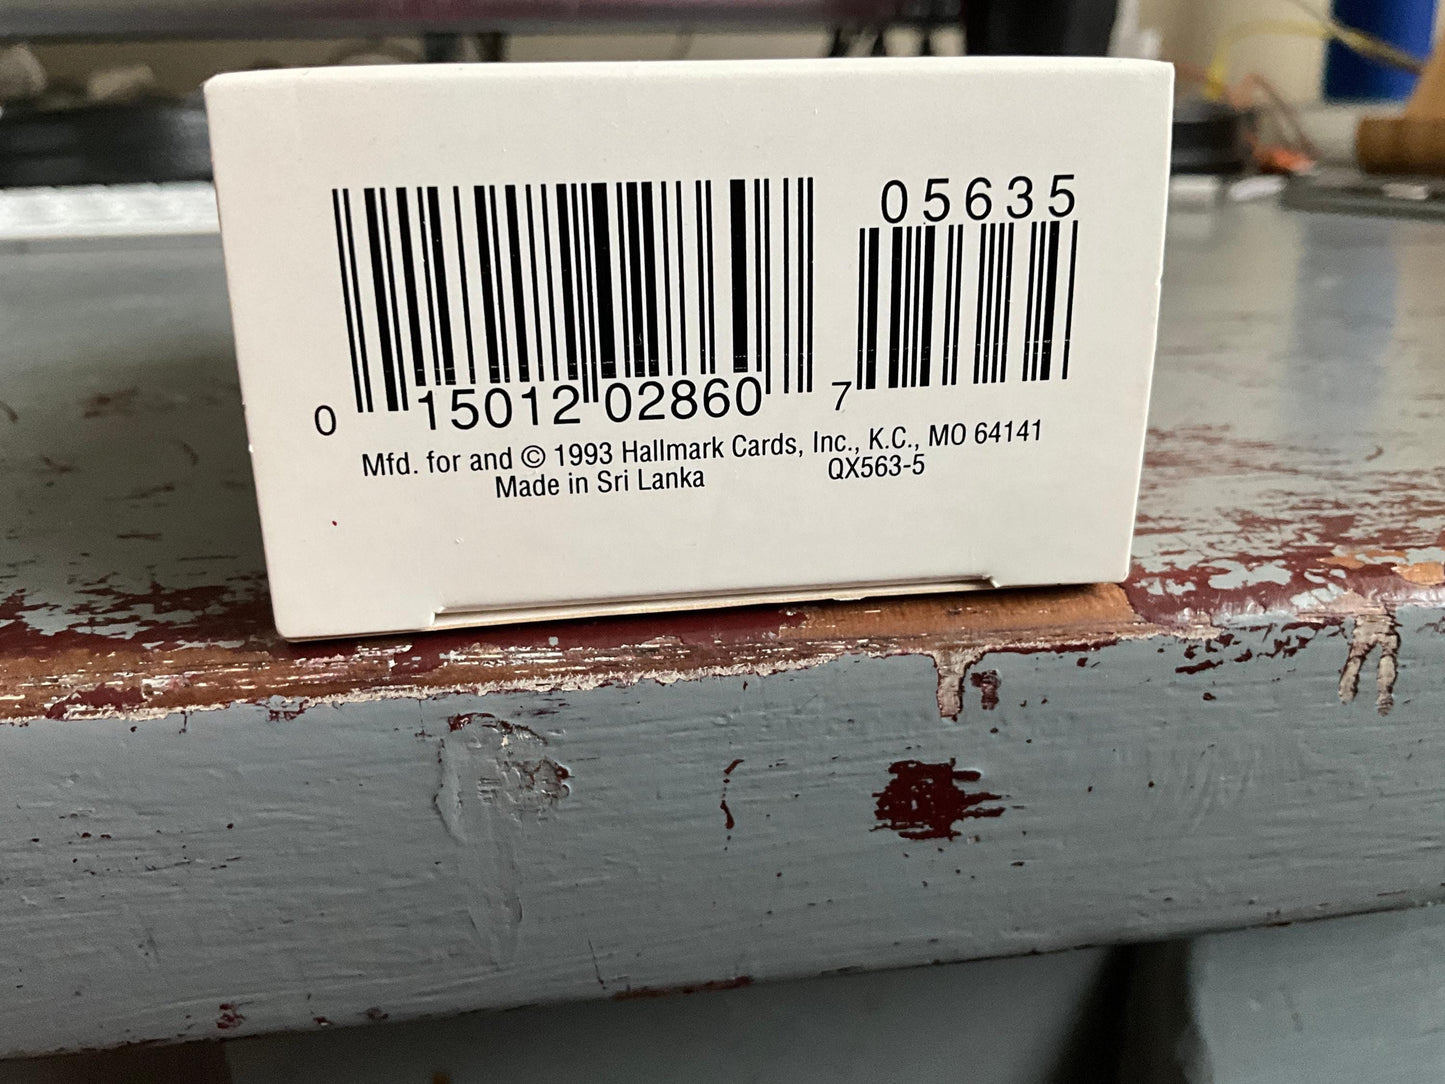 05635
0 15012 02860 7
Mfd. for and © 1993 Hallmark Cards, Inc., K.C., MO 64141
Made in Sri Lanka QX563-5